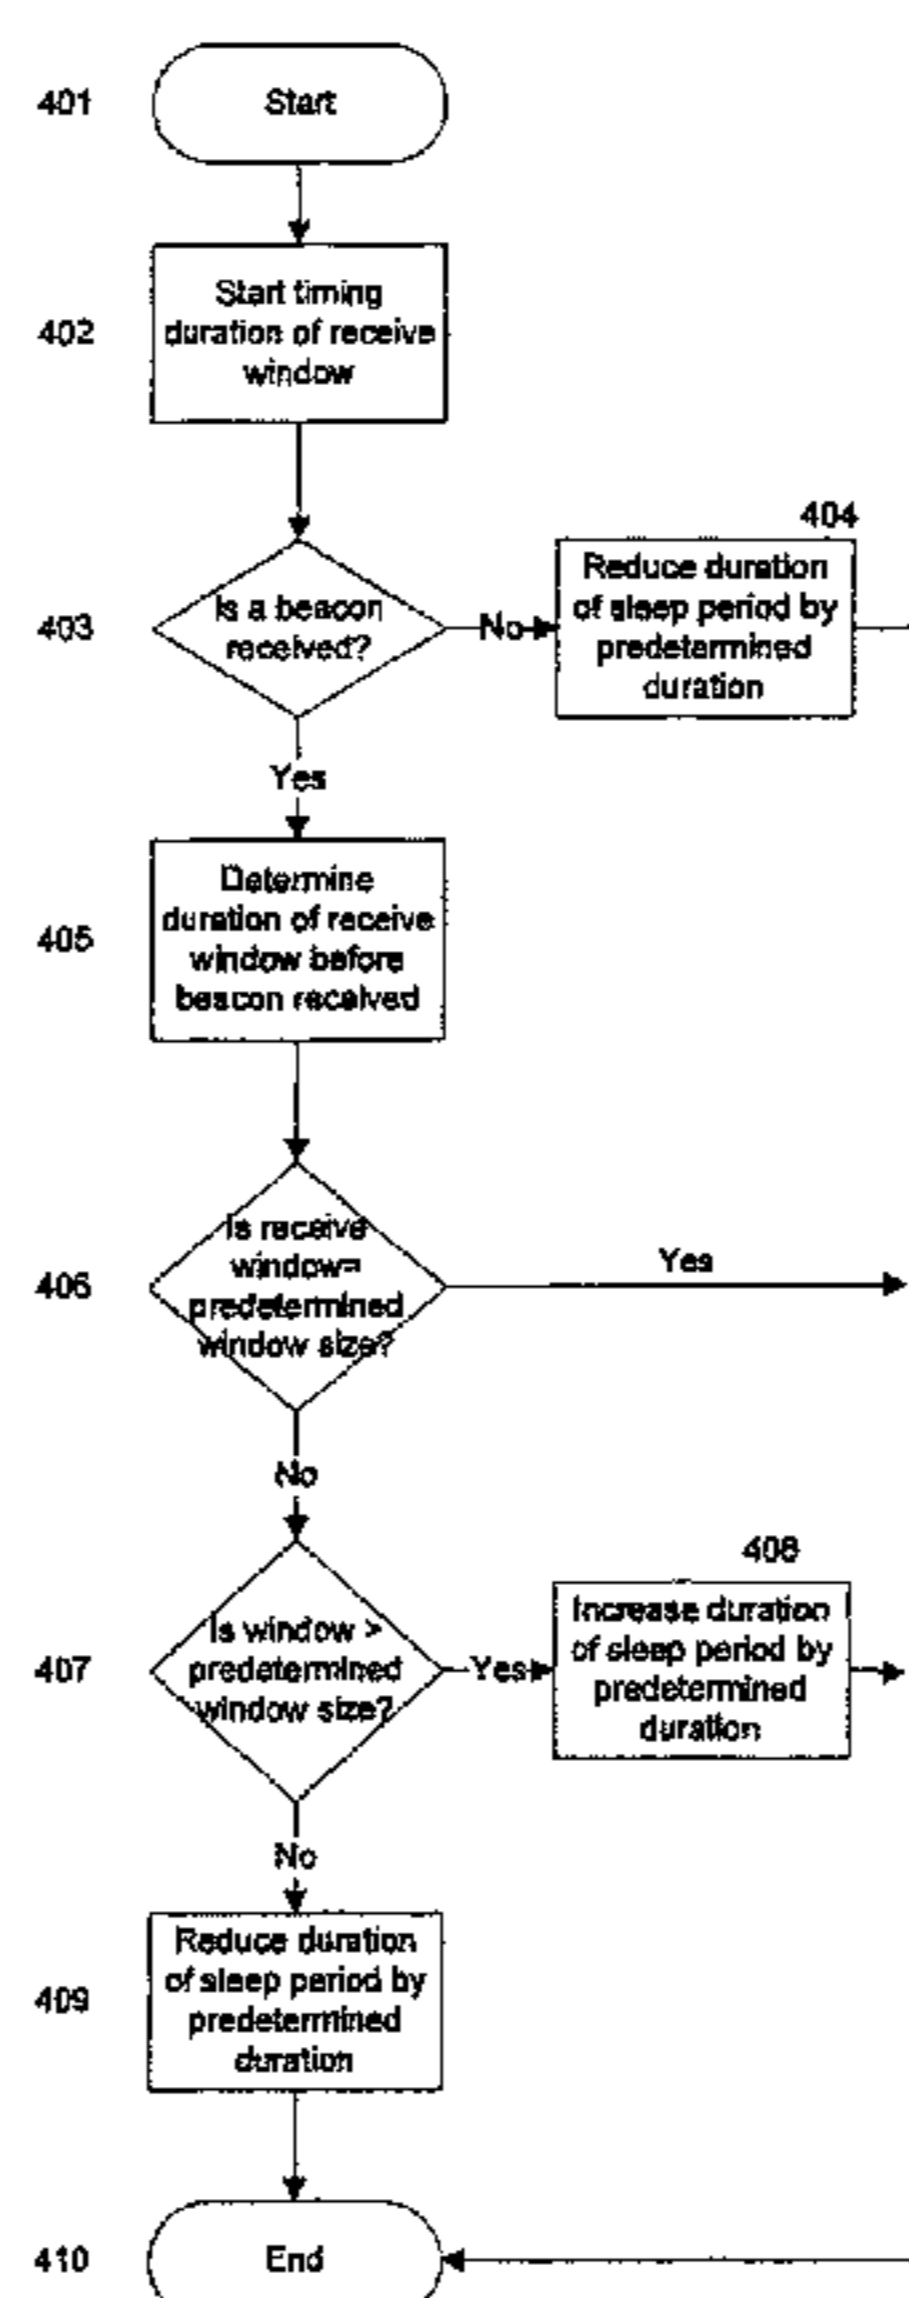 401
Start
402
Start timing
duration of receive
window
403
Is a beacon
received?
No
404
Reduce duration
of sleep period by
predetermined
duration
Yes
405
Determine
duration of receive
window before
beacon received
406
Is receive
window=
predetermined
window size?
Yes
No
407
Is window >
predetermined
window size?
Yes
408
Increase duration
of sleep period by
predetermined
duration
No
409
Reduce duration
of sleep period by
predetermined
duration
410
End